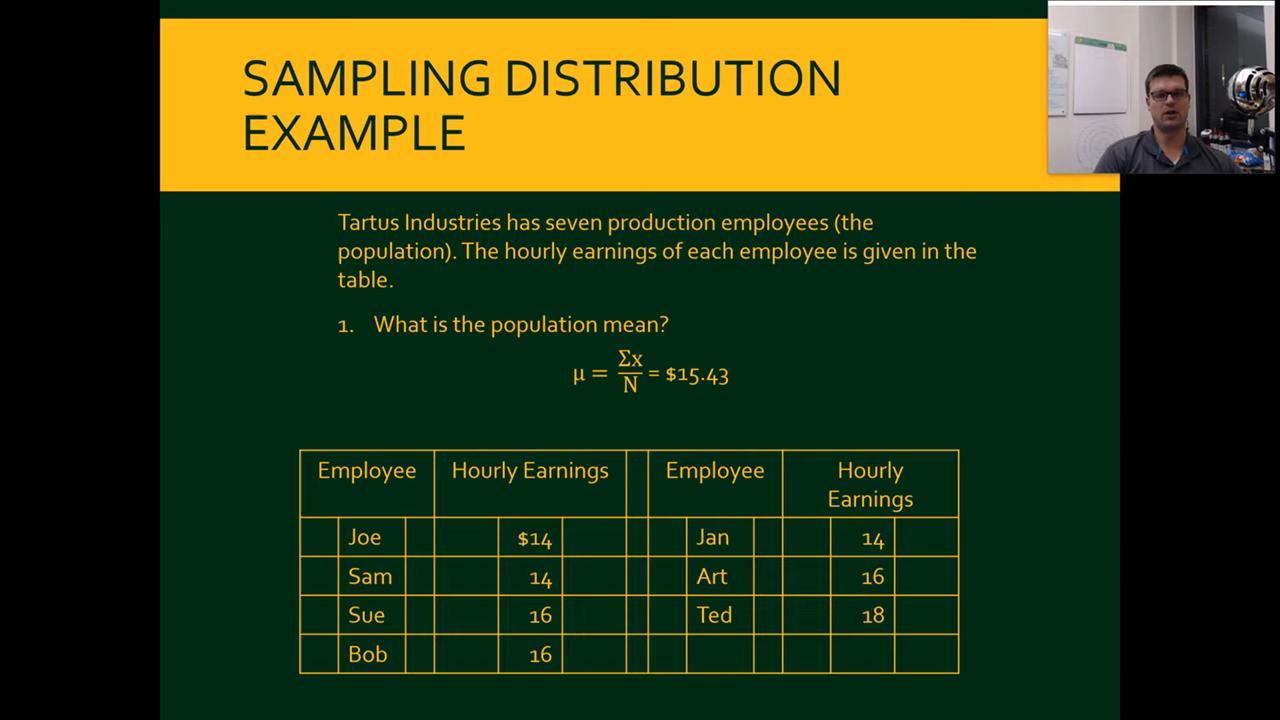 SAMPLING DISTRIBUTION
EXAMPLE
Tartus Industries has seven production employees (the
population). The hourly earnings of each employee is given in the
table.
1. What is the population mean?
μ = Σx/N = $15.43
Employee Hourly Earnings Employee Hourly
Earnings
Joe $14 Jan 14
Sam 14 Art 16
Sue 16 Ted 18
Bob 16